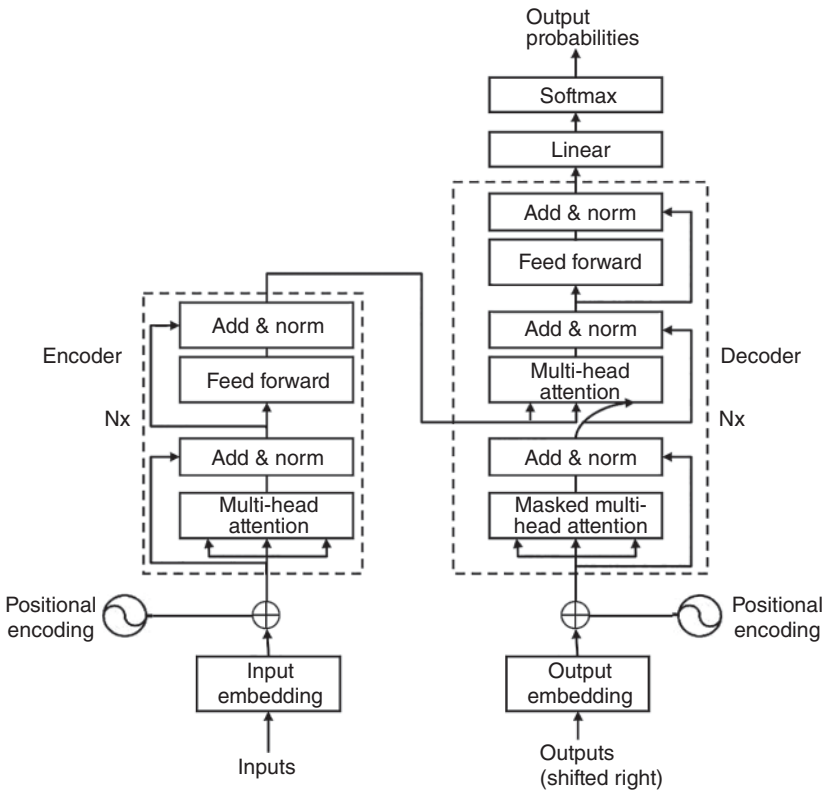 Output
probabilities
Softmax
Linear
Add & norm
Feed forward
Add & norm
Multi-head
attention
Decoder
Nx
Add & norm
Masked multi-
head attention
Add & norm
Encoder
Feed forward
Nx
Add & norm
Multi-head
attention
Positional
encoding
Positional
encoding
Input
embedding
Output
embedding
Inputs
Outputs
(shifted right)